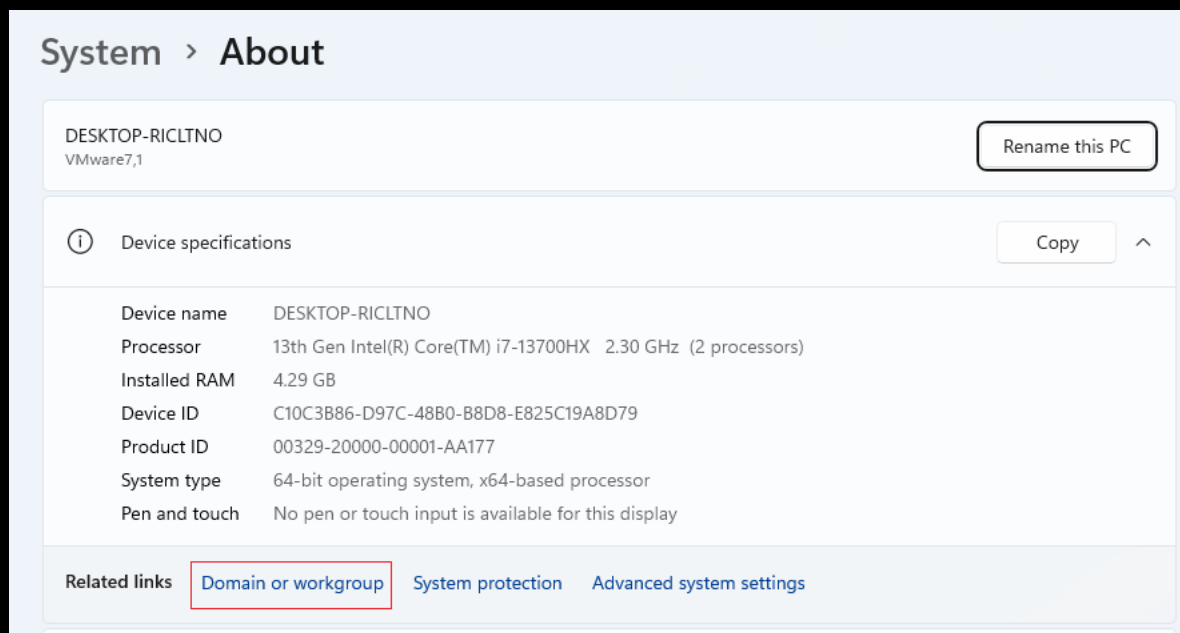 System > About
DESKTOP-RICLTNO
VMware7,1
Rename this PC
Device specifications
Copy
Device name DESKTOP-RICLTNO
Processor 13th Gen Intel(R) Core(TM) i7-13700HX 2.30 GHz (2 processors)
Installed RAM 4.29 GB
Device ID C10C3B86-D97C-48B0-B8D8-E825C19A8D79
Product ID 00329-20000-00001-AA177
System type 64-bit operating system, x64-based processor
Pen and touch No pen or touch input is available for this display
Related links Domain or workgroup System protection Advanced system settings